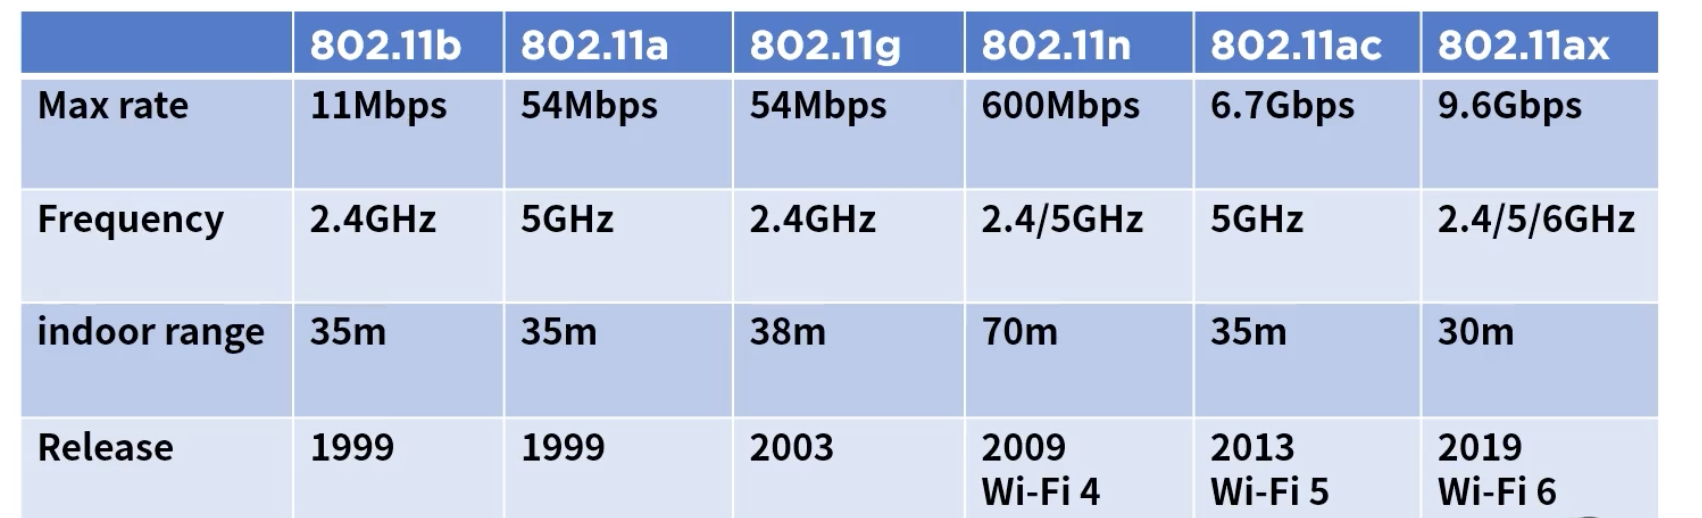 802.11b 802.11a 802.11g 802.11n 802.11ac 802.11ax
Max rate 11Mbps 54Mbps 54Mbps 600Mbps 6.7Gbps 9.6Gbps
Frequency 2.4GHz 5GHz 2.4GHz 2.4/5GHz 5GHz 2.4/5/6GHz
indoor range 35m 35m 38m 70m 35m 30m
Release 1999 1999 2003 2009 2013 2019
Wi-Fi 4 Wi-Fi 5 Wi-Fi 6